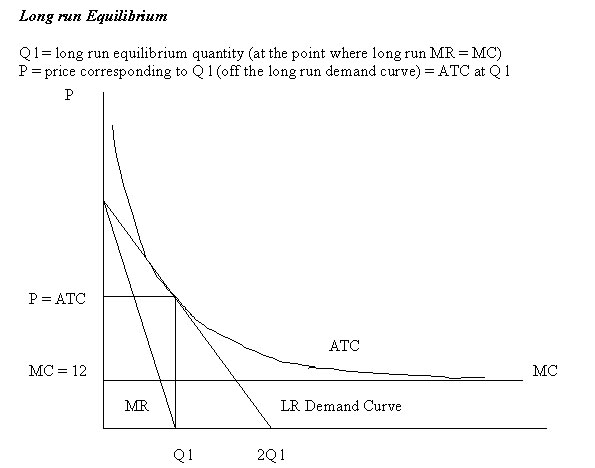 Long run Equilibrium
Q1= long run equilibrium quantity (at the point where long run MR = MC)
P = price corresponding to Q1 (off the long run demand curve) = ATC at Q1
P
P = ATC
ATC
MC = 12
MC
MR
LR Demand Curve
Q1
2Q1